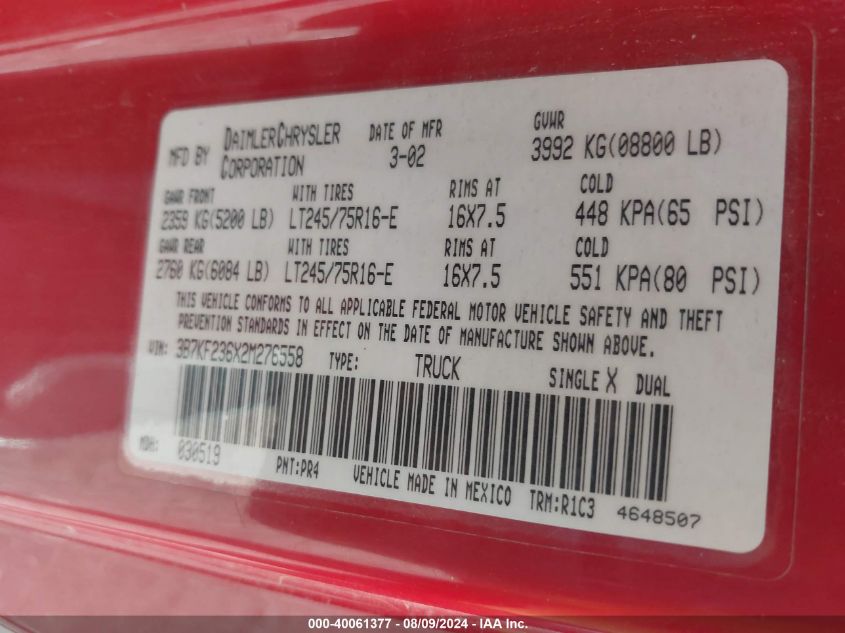 MFD BY DAIMLERCHRYSLER CORPORATION DATE OF MFR 3-02 GVWR 3992 KG(08800 LB)
GAWR FRONT WITH TIRES RIMS AT COLD
2359 KG(5200 LB) LT245/75R16-E 16X7.5 448 KPA(65 PSI)
GAWR REAR WITH TIRES RIMS AT COLD
2760 KG(6084 LB) LT245/75R16-E 16X7.5 551 KPA(80 PSI)
THIS VEHICLE CONFORMS TO ALL APPLICABLE FEDERAL MOTOR VEHICLE SAFETY AND THEFT
PREVENTION STANDARDS IN EFFECT ON THE DATE OF MANUFACTURE SHOWN ABOVE.
VIN: 3B7KF236X2M276558 TYPE: TRUCK SINGLE X DUAL
MDH: 030519
PNT:PR4 VEHICLE MADE IN MEXICO TRM:R1C3 4648507
000-40061377 - 08/09/2024 - IAA Inc.